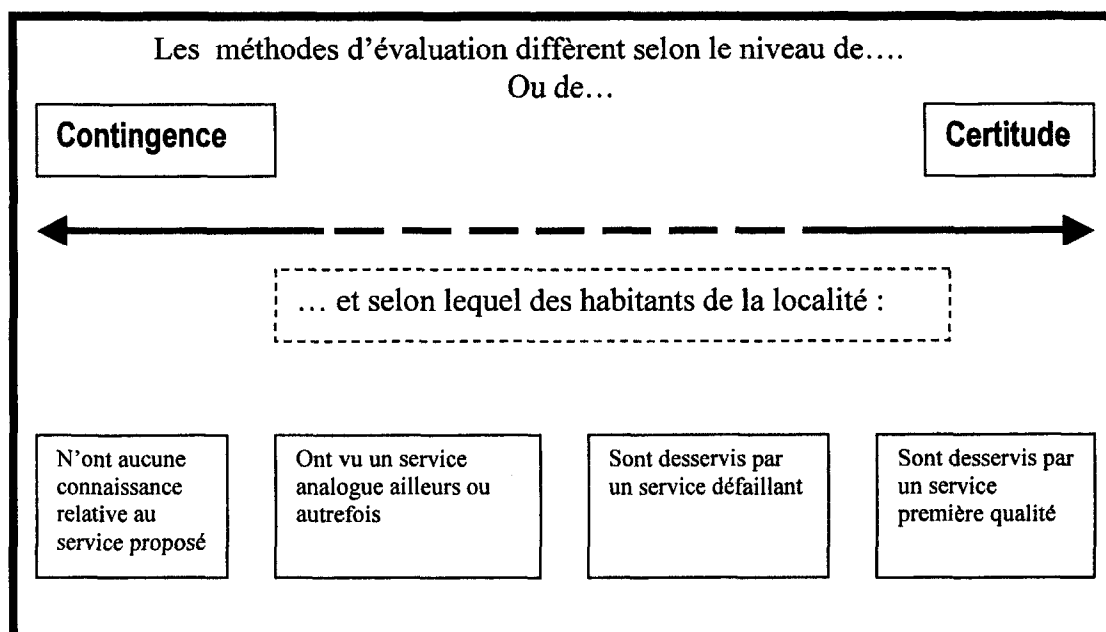 Les méthodes d'évaluation diffèrent selon le niveau de….
Ou de…
Contingence
Certitude
… et selon lequel des habitants de la localité :
N'ont aucune
connaissance
relative au
service proposé
Ont vu un service
analogue ailleurs ou
autrefois
Sont desservis par
un service défaillant
Sont desservis par
un service
première qualité